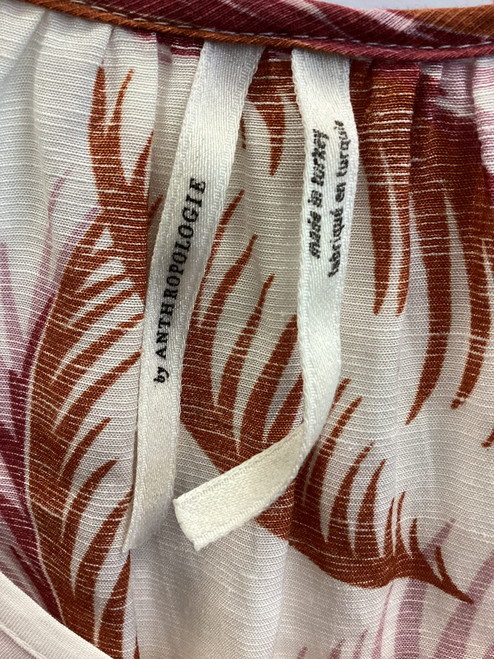 by ANTHROPOLOGIE
made in turkey
fabriqué en turquie